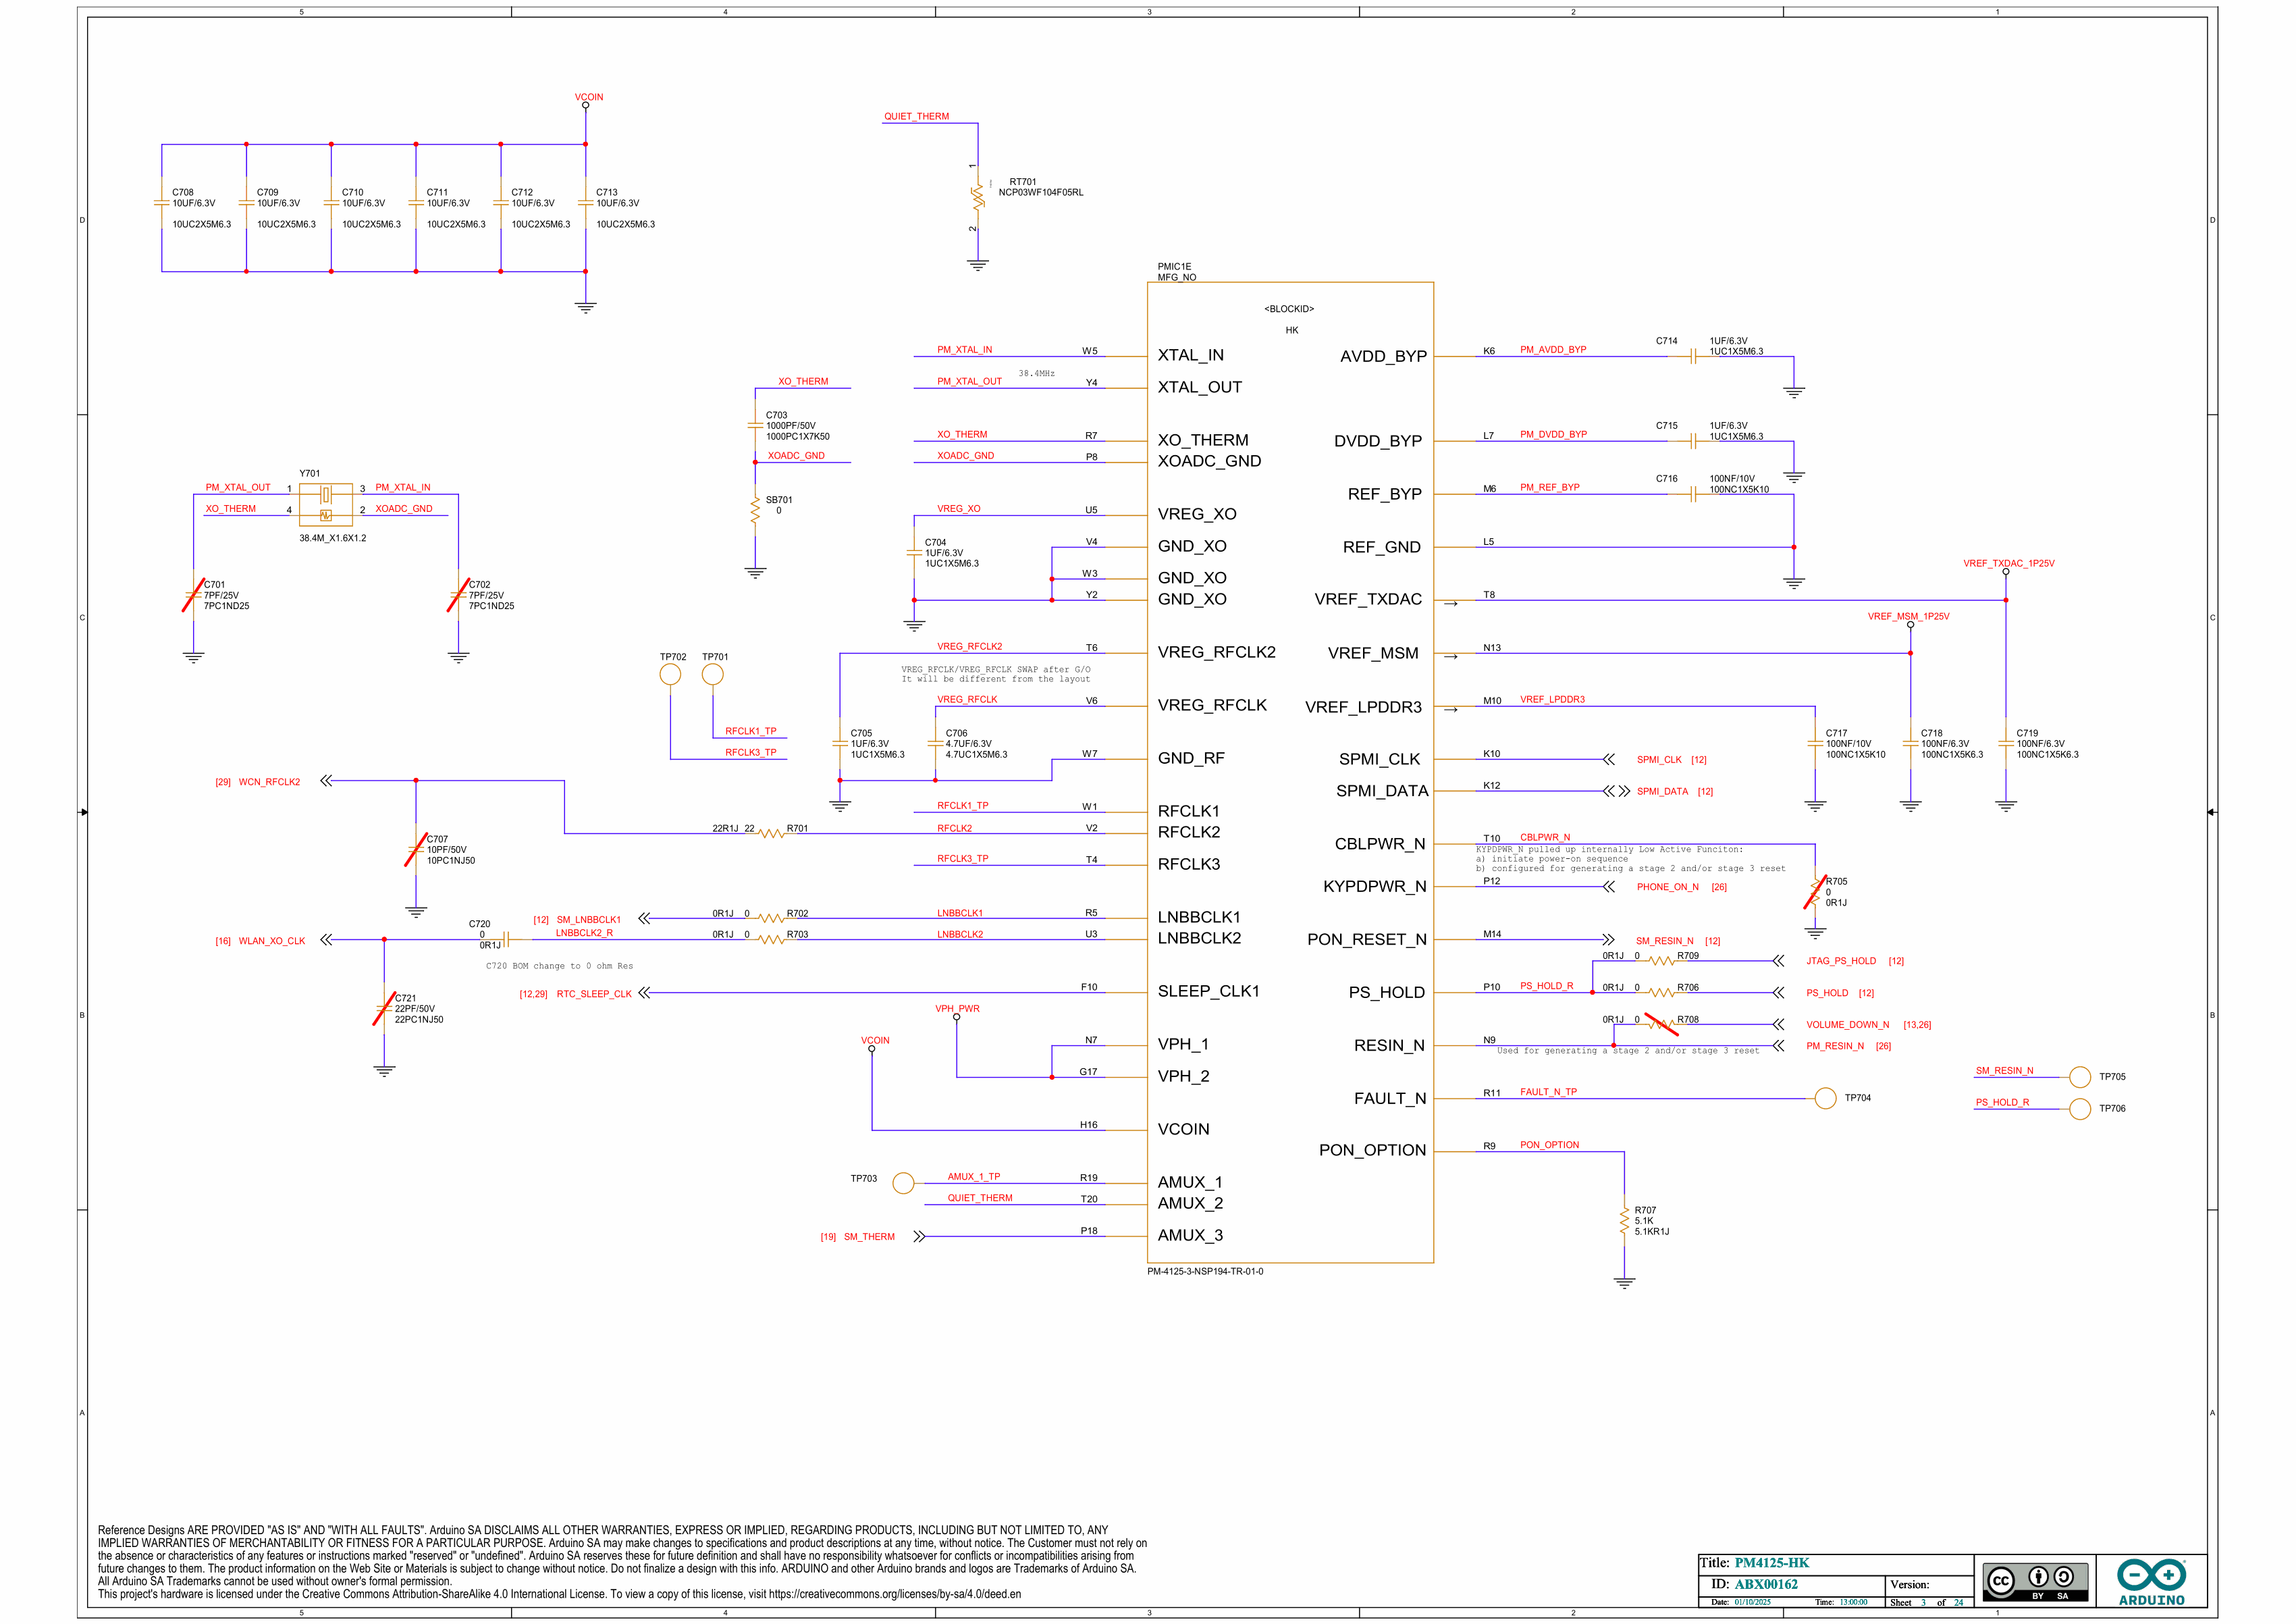 5 4 3 2 1
VCOIN
C708
10UF/6.3V
10UC2X5M6.3
C709
10UF/6.3V
10UC2X5M6.3
C710
10UF/6.3V
10UC2X5M6.3
C711
10UF/6.3V
10UC2X5M6.3
C712
10UF/6.3V
10UC2X5M6.3
C713
10UF/6.3V
10UC2X5M6.3
QUIET_THERM
1
RT701
NCP03WF104F05RL
2
D D
PMIC1E
MFG_NO
<BLOCKID>
HK
PM_XTAL_IN W5 XTAL_IN
38.4MHz
PM_XTAL_OUT Y4 XTAL_OUT
XO_THERM R7 XO_THERM
XOADC_GND P8 XOADC_GND
VREG_XO U5 VREG_XO
V4 GND_XO
W3 GND_XO
Y2 GND_XO
C704
1UF/6.3V
1UC1X5M6.3
XO_THERM
C703
1000PF/50V
1000PC1X7K50
XOADC_GND
SB701
0
Y701
PM_XTAL_OUT 1 3 PM_XTAL_IN
XO_THERM 4 2 XOADC_GND
38.4M_X1.6X1.2
C701
7PF/25V
7PC1ND25
C702
7PF/25V
7PC1ND25
C C
VREG_RFCLK2 T6 VREG_RFCLK2
VREG_RFCLK/VREG_RFCLK SWAP after G/O
It will be different from the layout
VREG_RFCLK V6 VREG_RFCLK
TP702 TP701
RFCLK1_TP
RFCLK3_TP
C705
1UF/6.3V
1UC1X5M6.3
C706
4.7UF/6.3V
4.7UC1X5M6.3
W7 GND_RF
RFCLK1_TP W1 RFCLK1
22R1J 22 R701 RFCLK2 V2 RFCLK2
RFCLK3_TP T4 RFCLK3
[29] WCN_RFCLK2
C707
10PF/50V
10PC1NJ50
[12] SM_LNBBCLK1 0R1J 0 R702 LNBBCLK1 R5 LNBBCLK1
LNBBCLK2_R 0R1J 0 R703 LNBBCLK2 U3 LNBBCLK2
[16] WLAN_XO_CLK
C720
0
0R1J
C720 BOM change to 0 ohm Res
C721
22PF/50V
22PC1NJ50
[12,29] RTC_SLEEP_CLK F10 SLEEP_CLK1
VPH_PWR
N7 VPH_1
G17 VPH_2
VCOIN
H16 VCOIN
TP703 AMUX_1_TP R19 AMUX_1
QUIET_THERM T20 AMUX_2
[19] SM_THERM P18 AMUX_3
PM-4125-3-NSP194-TR-01-0
AVDD_BYP K6 PM_AVDD_BYP C714
1UF/6.3V
1UC1X5M6.3
DVDD_BYP L7 PM_DVDD_BYP C715
1UF/6.3V
1UC1X5M6.3
REF_BYP M6 PM_REF_BYP C716
100NF/10V
100NC1X5K10
REF_GND L5
VREF_TXDAC T8
VREF_TXDAC_1P25V
VREF_MSM N13
VREF_MSM_1P25V
VREF_LPDDR3 M10 VREF_LPDDR3
C717
100NF/10V
100NC1X5K10
C718
100NF/6.3V
100NC1X5K6.3
C719
100NF/6.3V
100NC1X5K6.3
SPMI_CLK K10 SPMI_CLK [12]
SPMI_DATA K12 SPMI_DATA [12]
CBLPWR_N T10 CBLPWR_N
KYPDPWR_N pulled up internally Low Active Funciton:
a) initiate power-on sequence
b) configured for generating a stage 2 and/or stage 3 reset
KYPDPWR_N P12 PHONE_ON_N [26]
R705
0
0R1J
PON_RESET_N M14 SM_RESIN_N [12]
0R1J 0 R709 JTAG_PS_HOLD [12]
PS_HOLD P10 PS_HOLD_R 0R1J 0 R706 PS_HOLD [12]
0R1J 0 R708 VOLUME_DOWN_N [13,26]
RESIN_N N9 PM_RESIN_N [26]
Used for generating a stage 2 and/or stage 3 reset
FAULT_N R11 FAULT_N_TP TP704
SM_RESIN_N TP705
PS_HOLD_R TP706
PON_OPTION R9 PON_OPTION
R707
5.1K
5.1KR1J
B B
A A
Reference Designs ARE PROVIDED "AS IS" AND "WITH ALL FAULTS". Arduino SA DISCLAIMS ALL OTHER WARRANTIES, EXPRESS OR IMPLIED, REGARDING PRODUCTS, INCLUDING BUT NOT LIMITED TO, ANY
IMPLIED WARRANTIES OF MERCHANTABILITY OR FITNESS FOR A PARTICULAR PURPOSE. Arduino SA may make changes to specifications and product descriptions at any time, without notice. The Customer must not rely on
the absence or characteristics of any features or instructions marked "reserved" or "undefined". Arduino SA reserves these for future definition and shall have no responsibility whatsoever for conflicts or incompatibilities arising from
future changes to them. The product information on the Web Site or Materials is subject to change without notice. Do not finalize a design with this info. ARDUINO and other Arduino brands and logos are Trademarks of Arduino SA.
All Arduino SA Trademarks cannot be used without owner's formal permission.
This project's hardware is licensed under the Creative Commons Attribution-ShareAlike 4.0 International License. To view a copy of this license, visit https://creativecommons.org/licenses/by-sa/4.0/deed.en
Title: PM4125-HK
ID: ABX00162 Version:
Date: 01/10/2025 Time: 13:00:00 Sheet 3 of 24
CC BY SA
ARDUINO
5 4 3 2 1